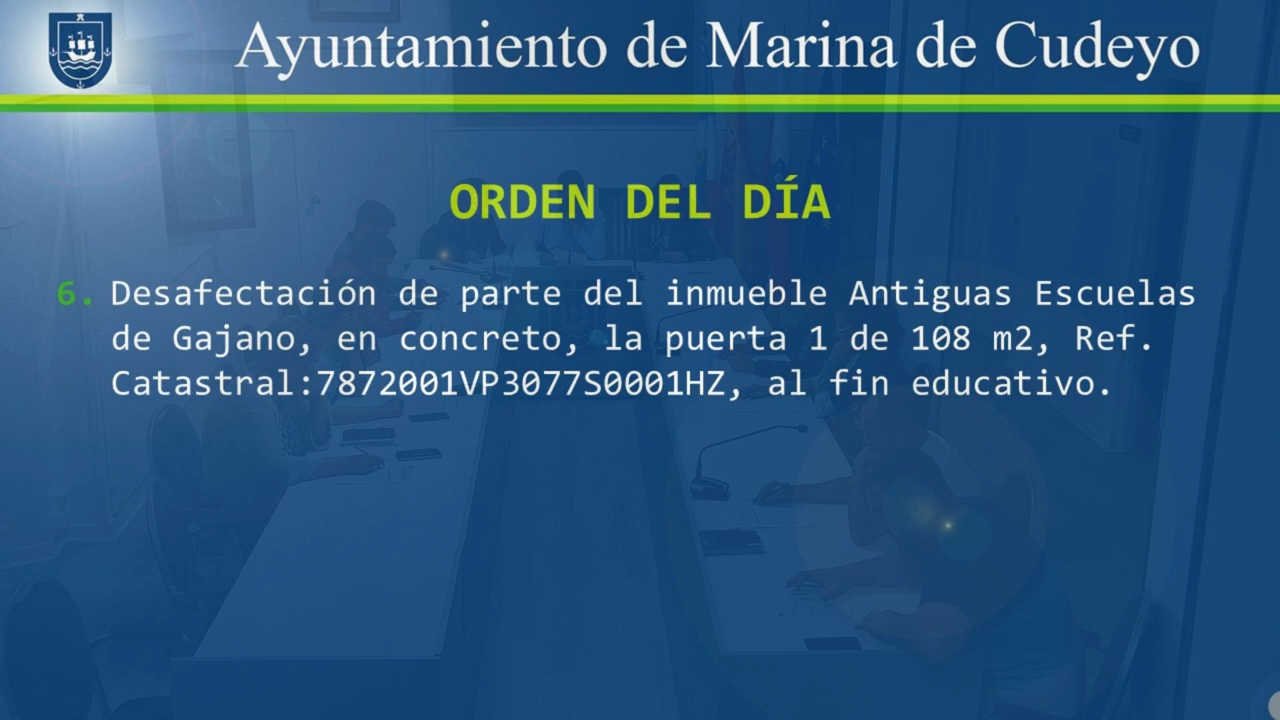 Ayuntamiento de Marina de Cudeyo
ORDEN DEL DÍA
6. Desafectación de parte del inmueble Antiguas Escuelas
de Gajano, en concreto, la puerta 1 de 108 m2, Ref.
Catastral:7872001VP3077S0001HZ, al fin educativo.